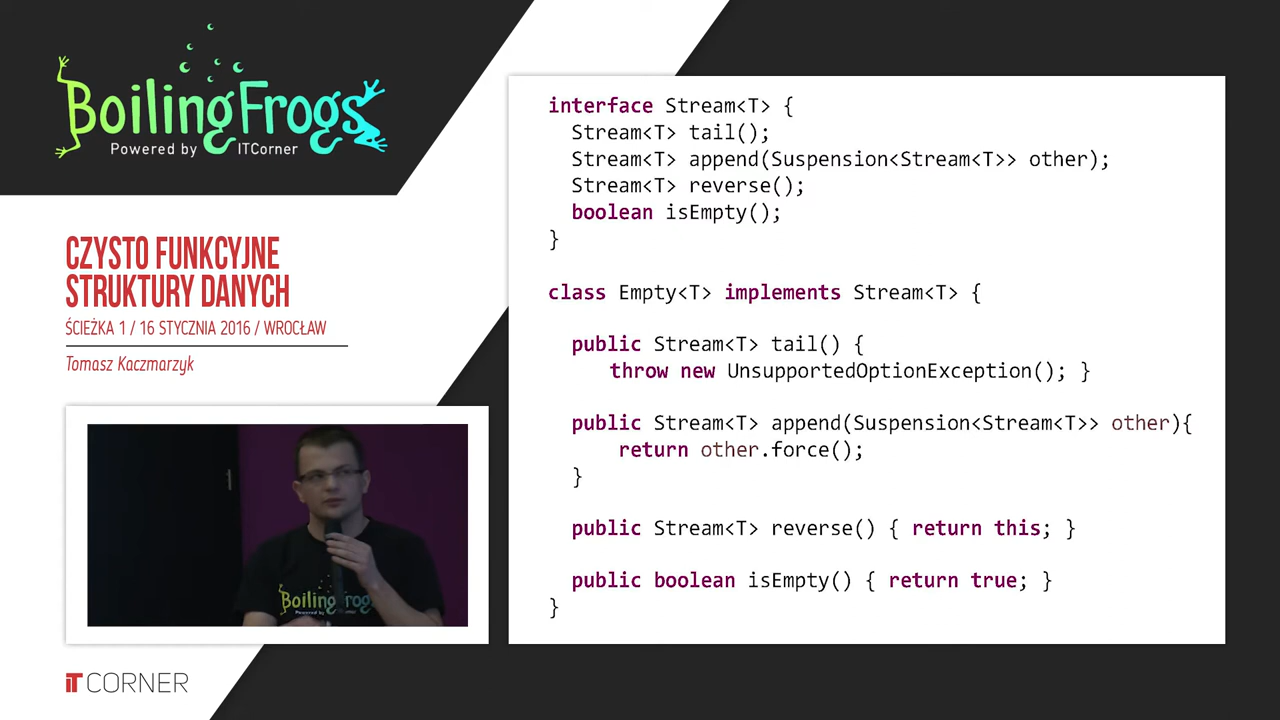 BoilingFrogs
Powered by ITCorner
CZYSTO FUNKCYJNE
STRUKTURY DANYCH
ŚCIEŻKA 1 / 16 STYCZNIA 2016 / WROCŁAW
Tomasz Kaczmarzyk
BoilingFrogs
Powered by
iT CORNER
interface Stream<T> {
Stream<T> tail();
Stream<T> append(Suspension<Stream<T>> other);
Stream<T> reverse();
boolean isEmpty();
}
class Empty<T> implements Stream<T> {
public Stream<T> tail() {
throw new UnsupportedOptionException(); }
public Stream<T> append(Suspension<Stream<T>> other){
return other.force();
}
public Stream<T> reverse() { return this; }
public boolean isEmpty() { return true; }
}